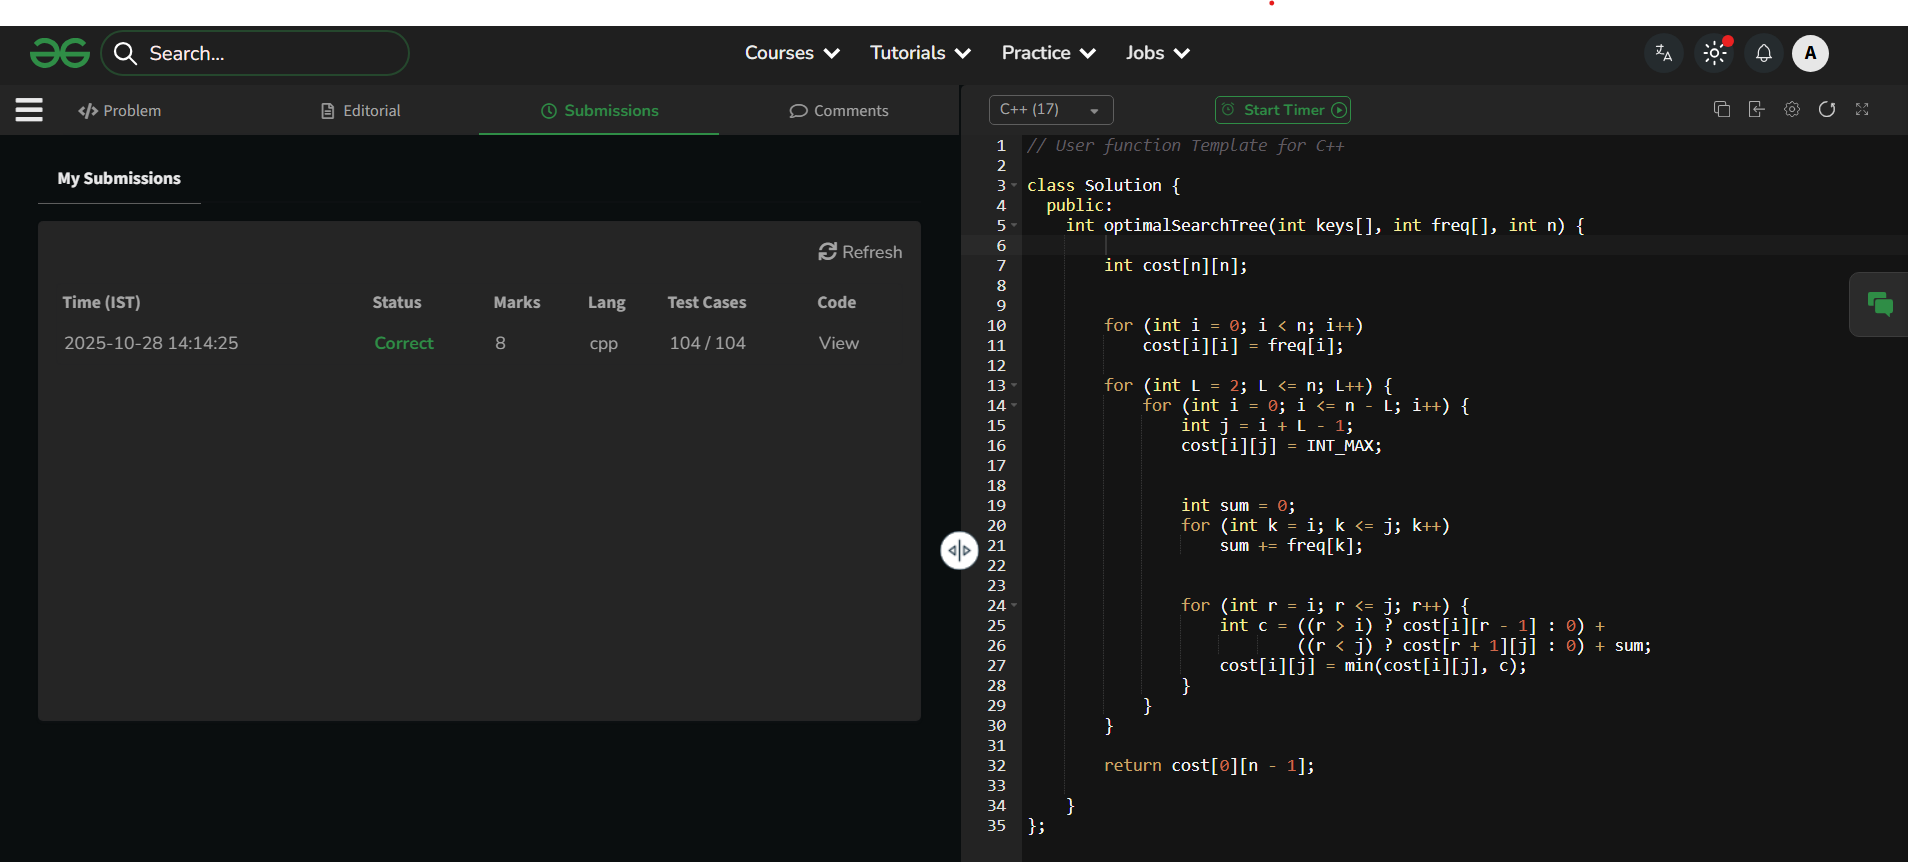 Search...
Courses
Tutorials
Practice
Jobs
A
Problem
Editorial
Submissions
Comments
My Submissions
Refresh
Time (IST) Status Marks Lang Test Cases Code
2025-10-28 14:14:25 Correct 8 cpp 104 / 104 View
C++ (17)
Start Timer
1 // User function Template for C++
2
3 class Solution {
4   public:
5     int optimalSearchTree(int keys[], int freq[], int n) {
6
7         int cost[n][n];
8
9
10         for (int i = 0; i < n; i++)
11             cost[i][i] = freq[i];
12
13         for (int L = 2; L <= n; L++) {
14             for (int i = 0; i <= n - L; i++) {
15                 int j = i + L - 1;
16                 cost[i][j] = INT_MAX;
17
18
19                 int sum = 0;
20                 for (int k = i; k <= j; k++)
21                     sum += freq[k];
22
23
24                 for (int r = i; r <= j; r++) {
25                     int c = ((r > i) ? cost[i][r - 1] : 0) +
26                             ((r < j) ? cost[r + 1][j] : 0) + sum;
27                     cost[i][j] = min(cost[i][j], c);
28                 }
29             }
30         }
31
32         return cost[0][n - 1];
33
34     }
35 };